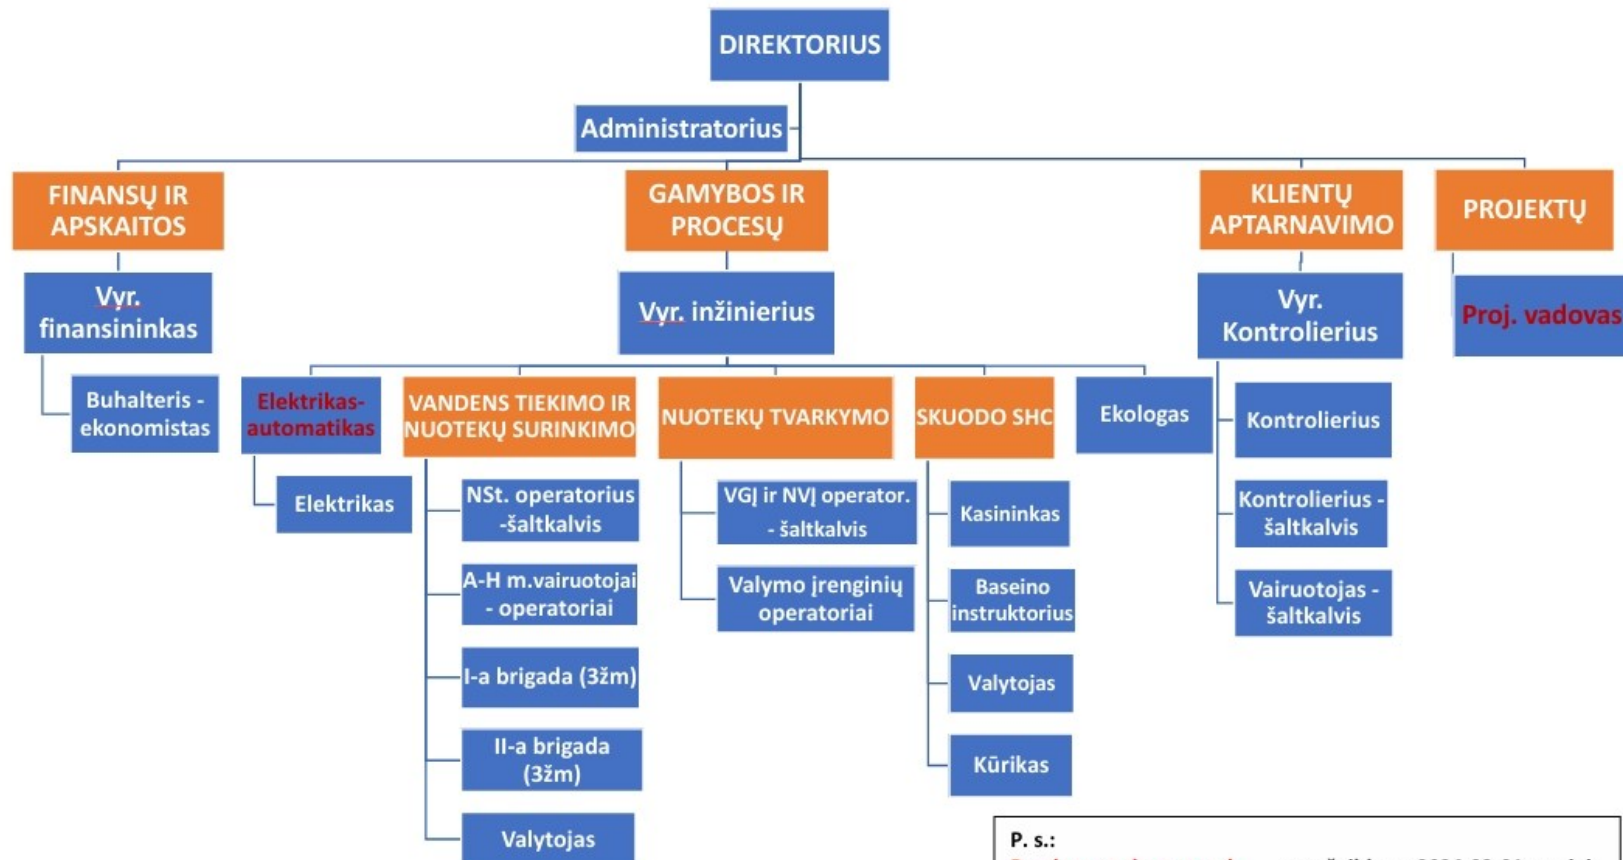 DIREKTORIUS
Administratorius
FINANSŲ IR
APSKAITOS
GAMYBOS IR
PROCESŲ
KLIENTŲ
APTARNAVIMO
PROJEKTŲ
Vyr.
finansininkas
Vyr. inžinierius
Vyr.
Kontrolierius
Proj. vadovas
Buhalteris -
ekonomistas
Elektrikas-
automatikas
VANDENS TIEKIMO IR
NUOTEKŲ SURINKIMO
NUOTEKŲ TVARKYMO
SKUODO SHC
Ekologas
Kontrolierius
Elektrikas
NSt. operatorius
-šaltkalvis
VGĮ ir NVĮ operator.
- šaltkalvis
Kasininkas
Kontrolierius -
šaltkalvis
A-H m.vairuotojai
- operatoriai
Valymo įrenginių
operatoriai
Baseino
instruktorius
Vairuotojas -
šaltkalvis
I-a brigada (3žm)
Valytojas
II-a brigada
(3žm)
Kūrikas
Valytojas
P. s.: